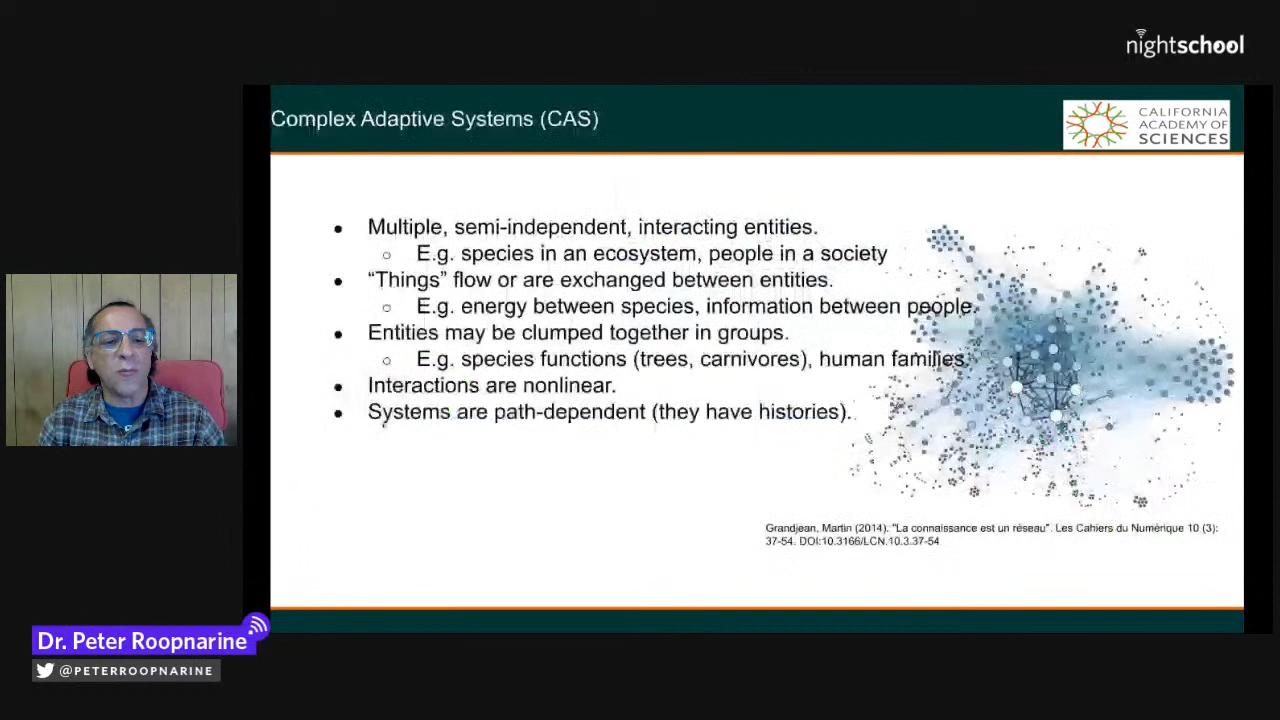 nightschool
Complex Adaptive Systems (CAS)
CALIFORNIA
ACADEMY OF
SCIENCES
● Multiple, semi-independent, interacting entities.
○ E.g. species in an ecosystem, people in a society
● “Things” flow or are exchanged between entities.
○ E.g. energy between species, information between people.
● Entities may be clumped together in groups.
○ E.g. species functions (trees, carnivores), human families.
● Interactions are nonlinear.
● Systems are path-dependent (they have histories).
Grandjean, Martin (2014). "La connaissance est un réseau". Les Cahiers du Numérique 10 (3):
37-54. DOI:10.3166/LCN.10.3.37-54
Dr. Peter Roopnarine
@PETERROOPNARINE